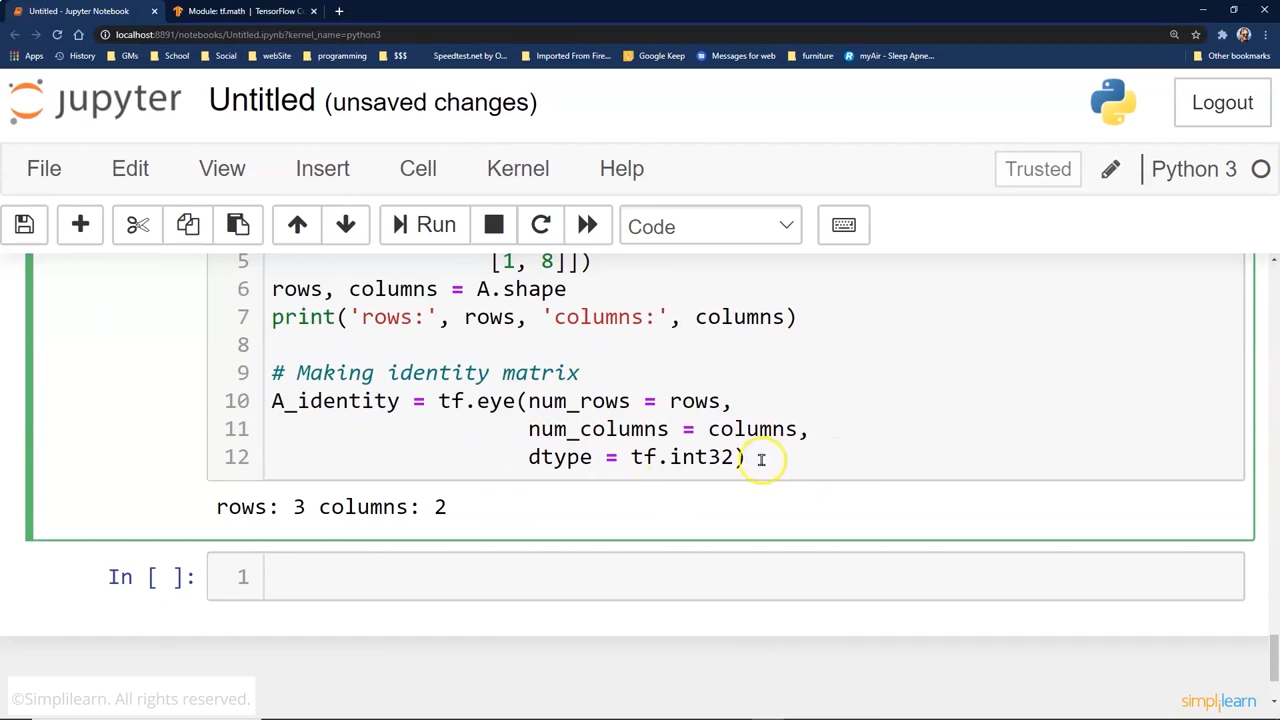 Untitled - Jupyter Notebook
Module: tf.math | TensorFlow Co
localhost:8891/notebooks/Untitled.ipynb?kernel_name=python3
Apps History GMs School Social webSite programming $$$ Speedtest.net by O... Imported From Fire... Google Keep Messages for web furniture myAir - Sleep Apne... Other bookmarks
jupyter Untitled (unsaved changes) Logout
File Edit View Insert Cell Kernel Help Trusted Python 3
Run Code
5 [1, 8]])
6 rows, columns = A.shape
7 print('rows:', rows, 'columns:', columns)
8
9 # Making identity matrix
10 A_identity = tf.eye(num_rows = rows,
11 num_columns = columns,
12 dtype = tf.int32)
rows: 3 columns: 2
In [ ]: 1
©Simplilearn. All rights reserved.
simplilearn